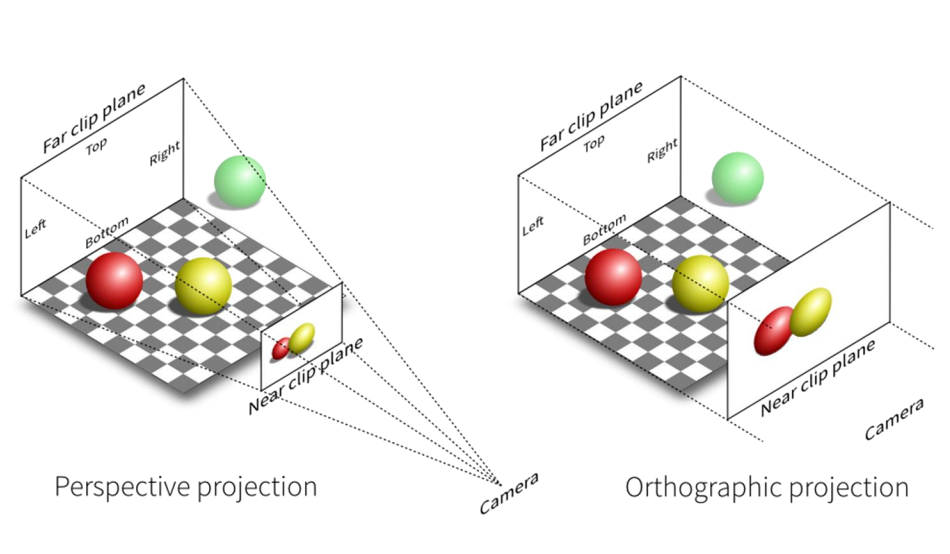 Far clip plane
Top
Right
Left
Bottom
Near clip plane
Camera
Perspective projection
Far clip plane
Top
Right
Left
Bottom
Near clip plane
Camera
Orthographic projection